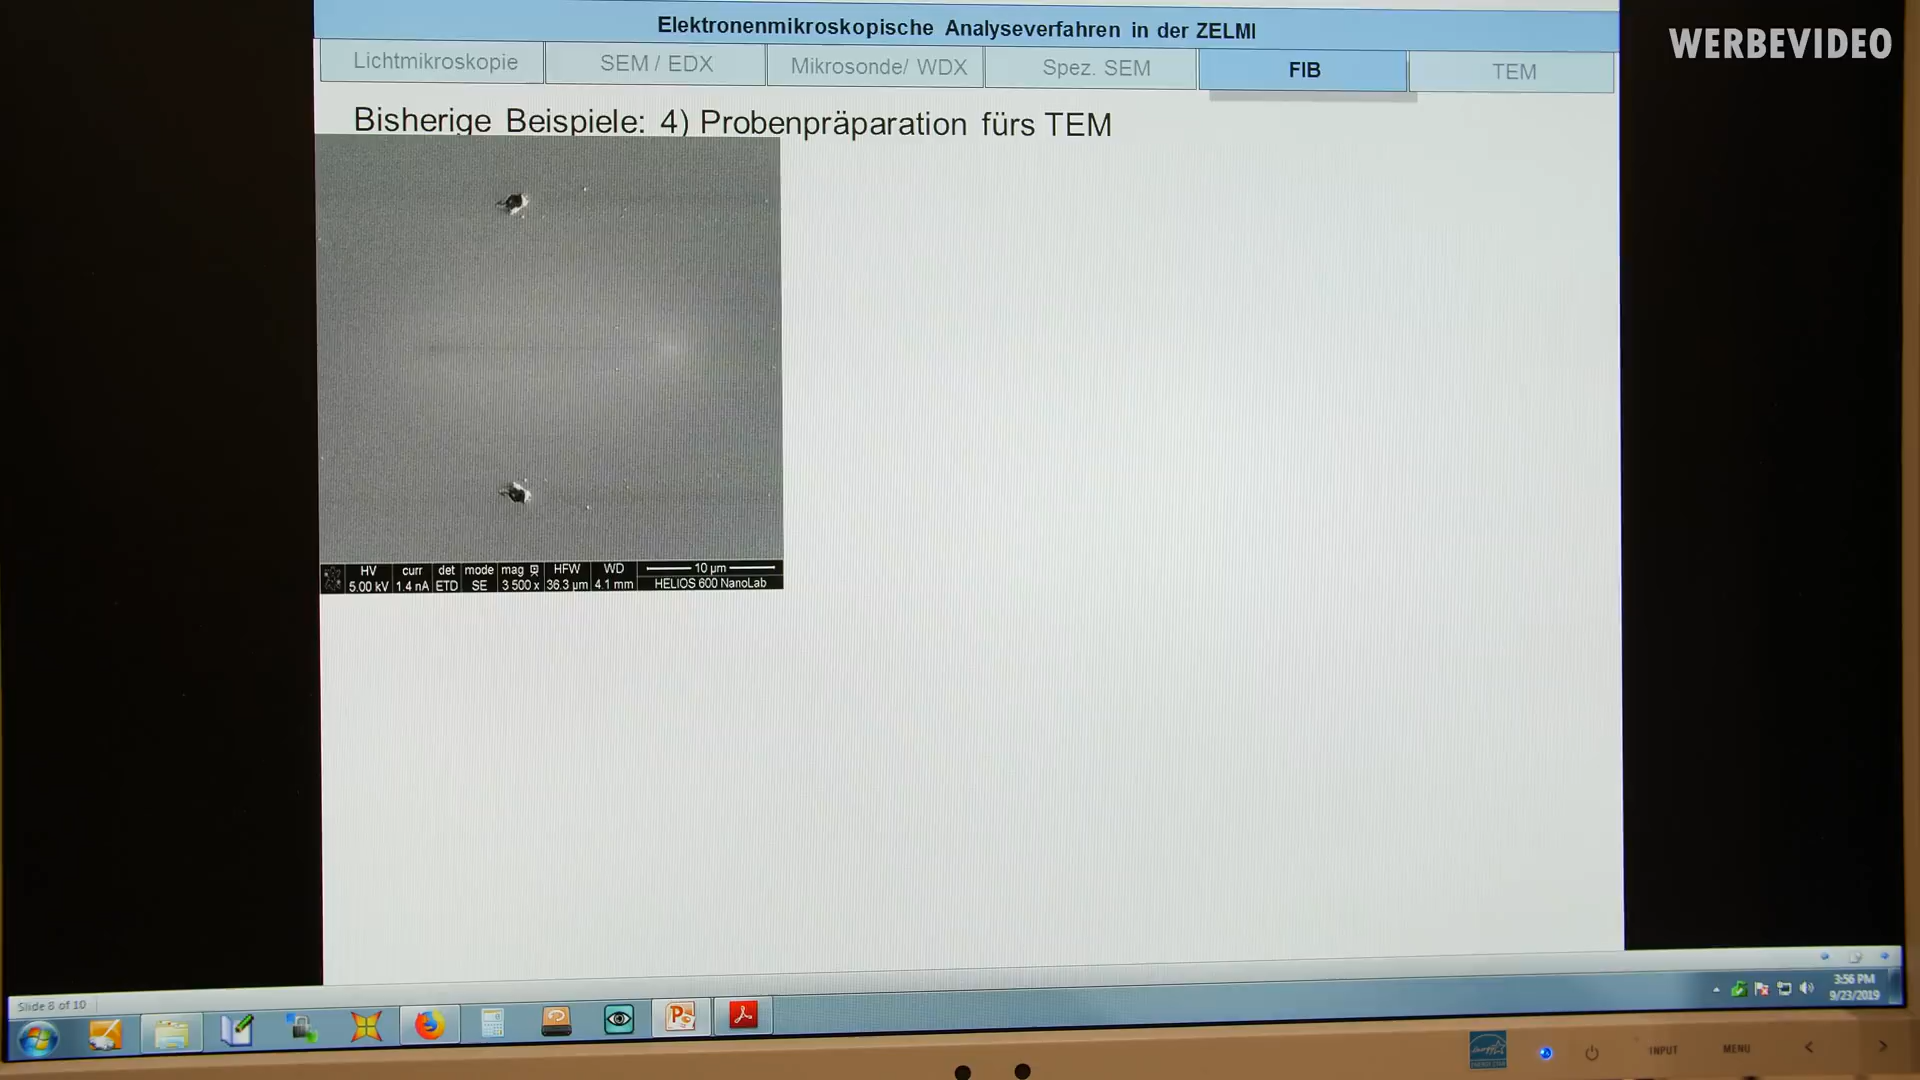 Elektronenmikroskopische Analyseverfahren in der ZELMI
WERBEVIDEO
Lichtmikroskopie
SEM / EDX
Mikrosonde/ WDX
Spez. SEM
FIB
TEM
Bisherige Beispiele: 4) Probenpräparation fürs TEM
HV curr det mode mag HFW WD 10 µm
5.00 kV 1.4 nA ETD SE 3 500 x 36.3 µm 4.1 mm HELIOS 600 NanoLab
Slide 8 of 10
3:56 PM
9/23/2019
INPUT
MENU